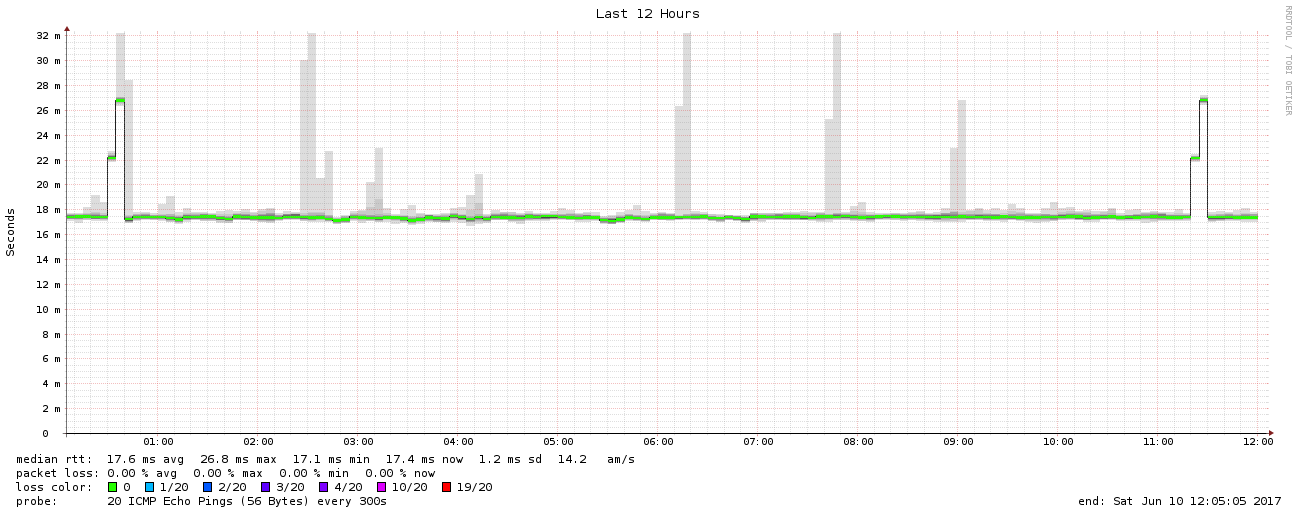 Last 12 Hours
RRDTOOL / TOBI OETIKER
Seconds
32 m
30 m
28 m
26 m
24 m
22 m
20 m
18 m
16 m
14 m
12 m
10 m
8 m
6 m
4 m
2 m
0
01:00 02:00 03:00 04:00 05:00 06:00 07:00 08:00 09:00 10:00 11:00 12:00
median rtt: 17.6 ms avg 26.8 ms max 17.1 ms min 17.4 ms now 1.2 ms sd 14.2 am/s
packet loss: 0.00 % avg 0.00 % max 0.00 % min 0.00 % now
loss color: 0 1/20 2/20 3/20 4/20 10/20 19/20
probe: 20 ICMP Echo Pings (56 Bytes) every 300s end: Sat Jun 10 12:05:05 2017